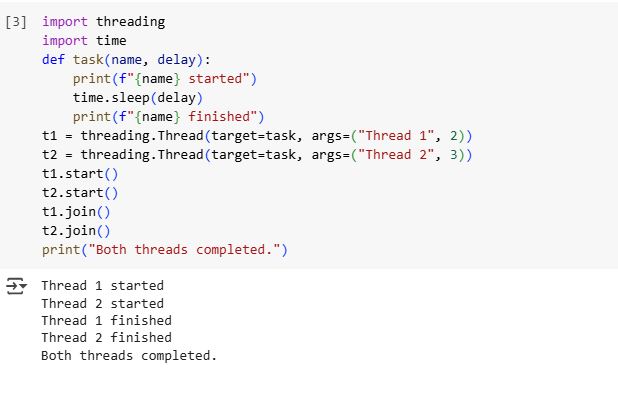 [3] import threading
import time
def task(name, delay):
    print(f"{name} started")
    time.sleep(delay)
    print(f"{name} finished")
t1 = threading.Thread(target=task, args=("Thread 1", 2))
t2 = threading.Thread(target=task, args=("Thread 2", 3))
t1.start()
t2.start()
t1.join()
t2.join()
print("Both threads completed.")
Thread 1 started
Thread 2 started
Thread 1 finished
Thread 2 finished
Both threads completed.